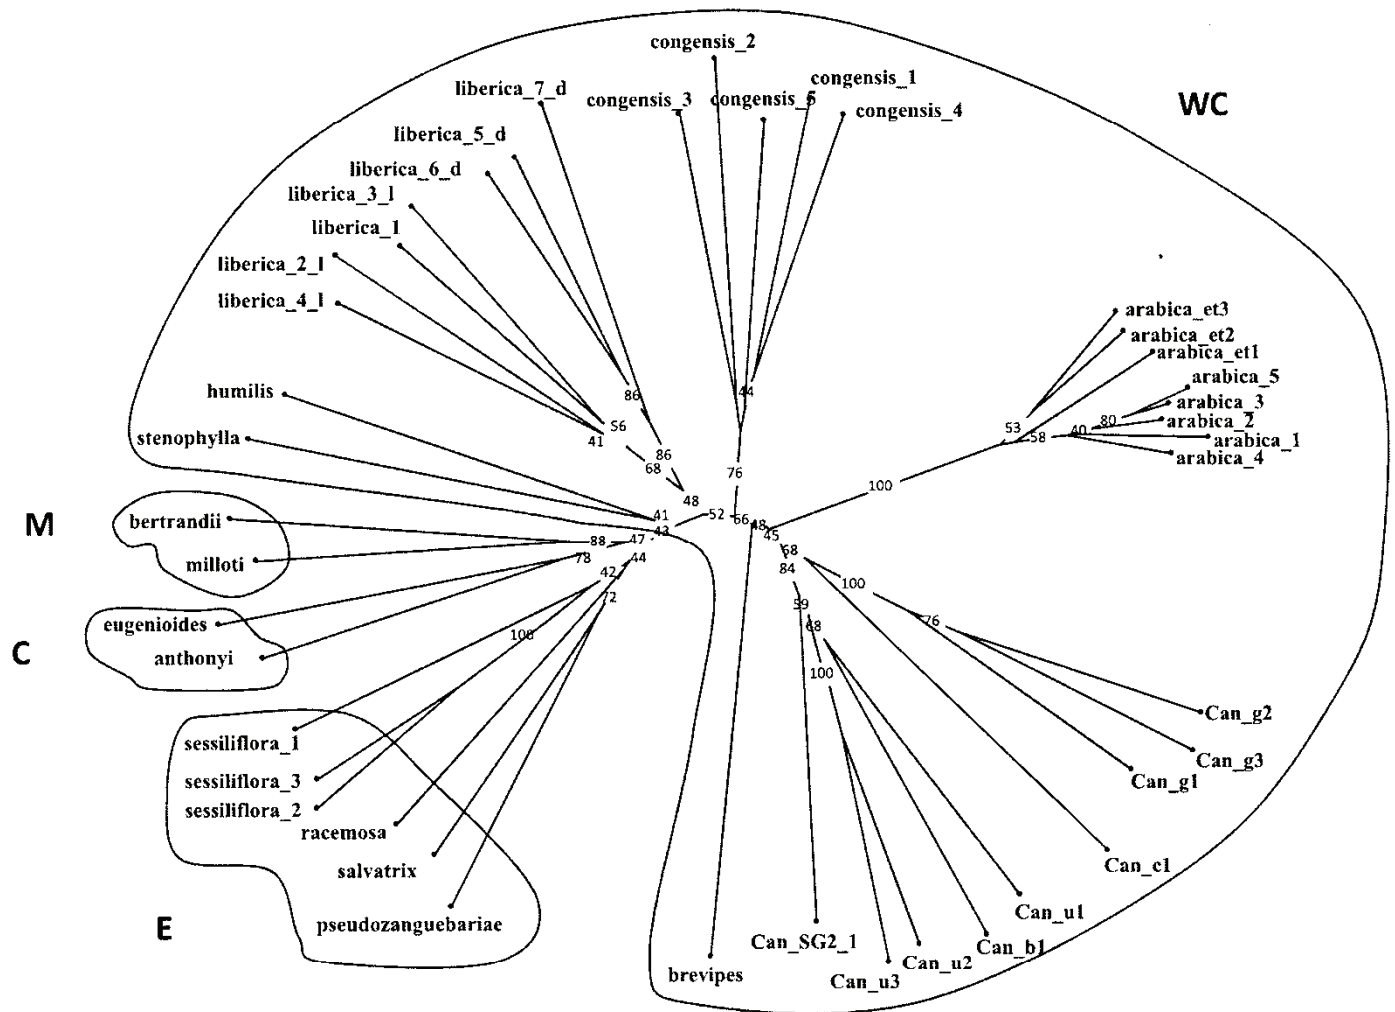 congensis_2
WC
congensis_1
liberica_7_d
congensis_3
congensis_5
congensis_4
liberica_5_d
liberica_6_d
liberica_3_l
liberica_1
liberica_2_l
liberica_4_l
arabica_et3
arabica_et2
arabica_et1
arabica_5
arabica_3
arabica_2
arabica_1
arabica_4
humilis
stenophylla
86
44
56
41
53
58
40
80
86
68
76
100
48
41
52
66
48
45
43
M
bertrandii
milloti
88
47
78
44
42
72
58
84
100
59
68
76
C
eugenioides
anthonyi
100
100
E
sessiliflora_1
sessiliflora_3
sessiliflora_2
racemosa
salvatrix
pseudozanguebariae
Can_g2
Can_g3
Can_g1
Can_c1
Can_u1
Can_b1
Can_SG2_1
Can_u2
Can_u3
brevipes